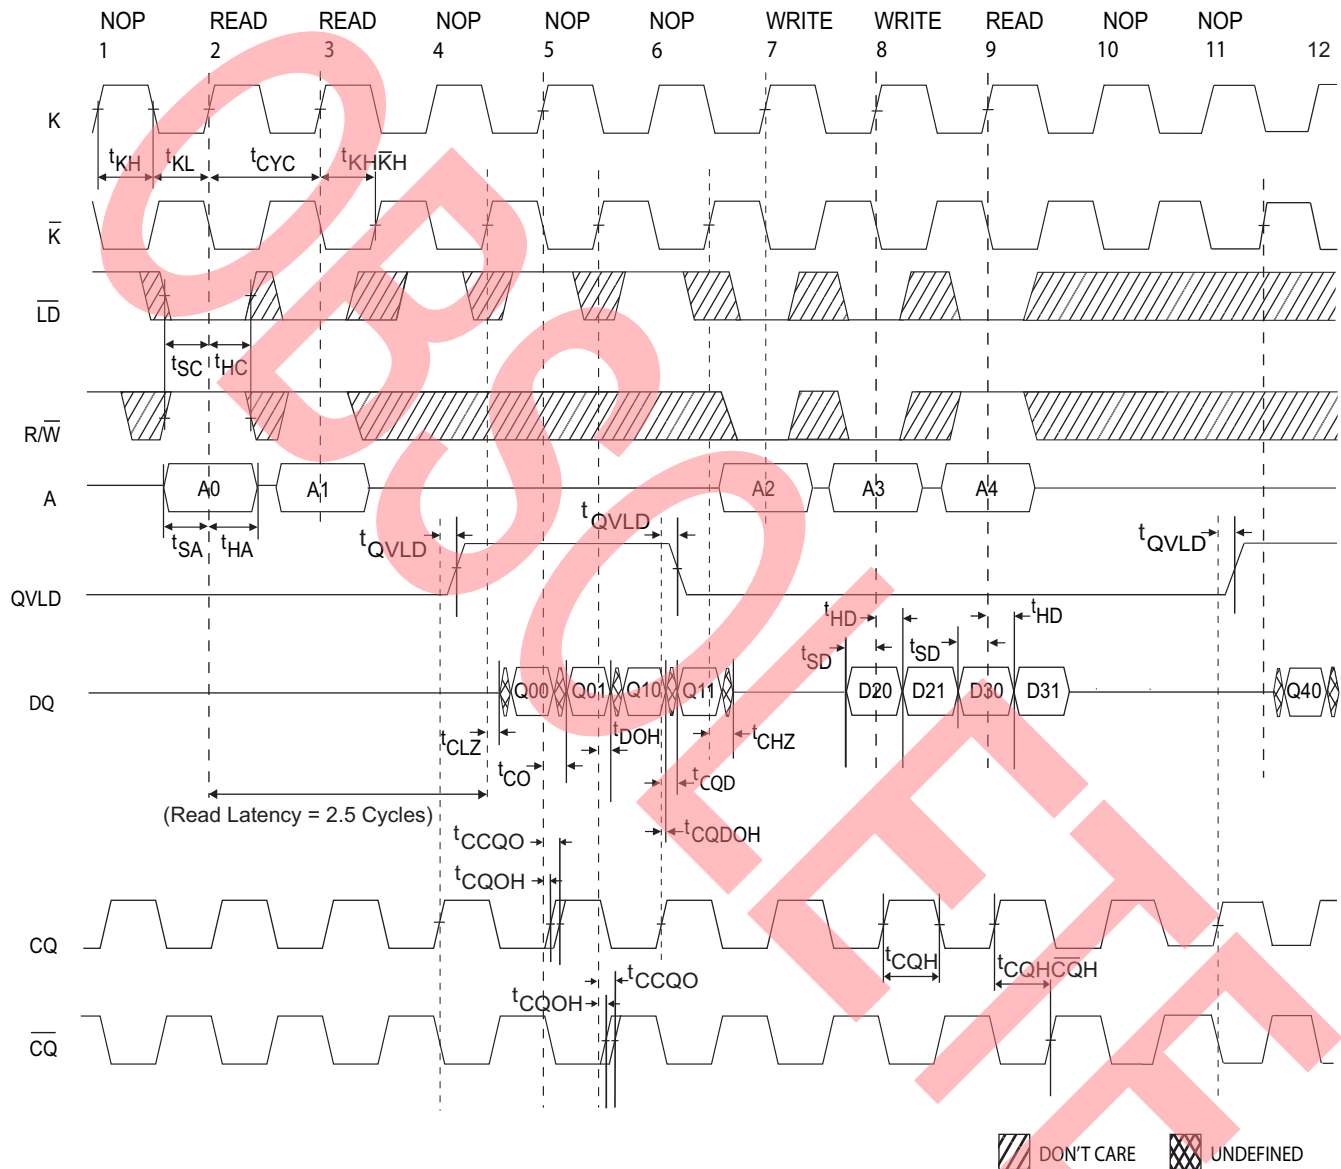 NOP READ READ NOP NOP NOP WRITE WRITE READ NOP NOP
1 2 3 4 5 6 7 8 9 10 11 12
K
tKH tKL tCYC tKHK̅H
K̅
L̅D̅
tSC tHC
R/W̅
A A0 A1 A2 A3 A4
tSA tHA tQVLD tQVLD tQVLD
QVLD
tHD tHD
tSD tSD
DQ Q00 Q01 Q10 Q11 D20 D21 D30 D31 Q40
tCLZ tDOH tCHZ
tCO tCQD
(Read Latency = 2.5 Cycles)
tCQDOH
tCCQO
tCQOH
CQ
tCQH tCQHC̅Q̅H
tCCQO
tCQOH
C̅Q̅
DON'T CARE UNDEFINED
OBSOLETE